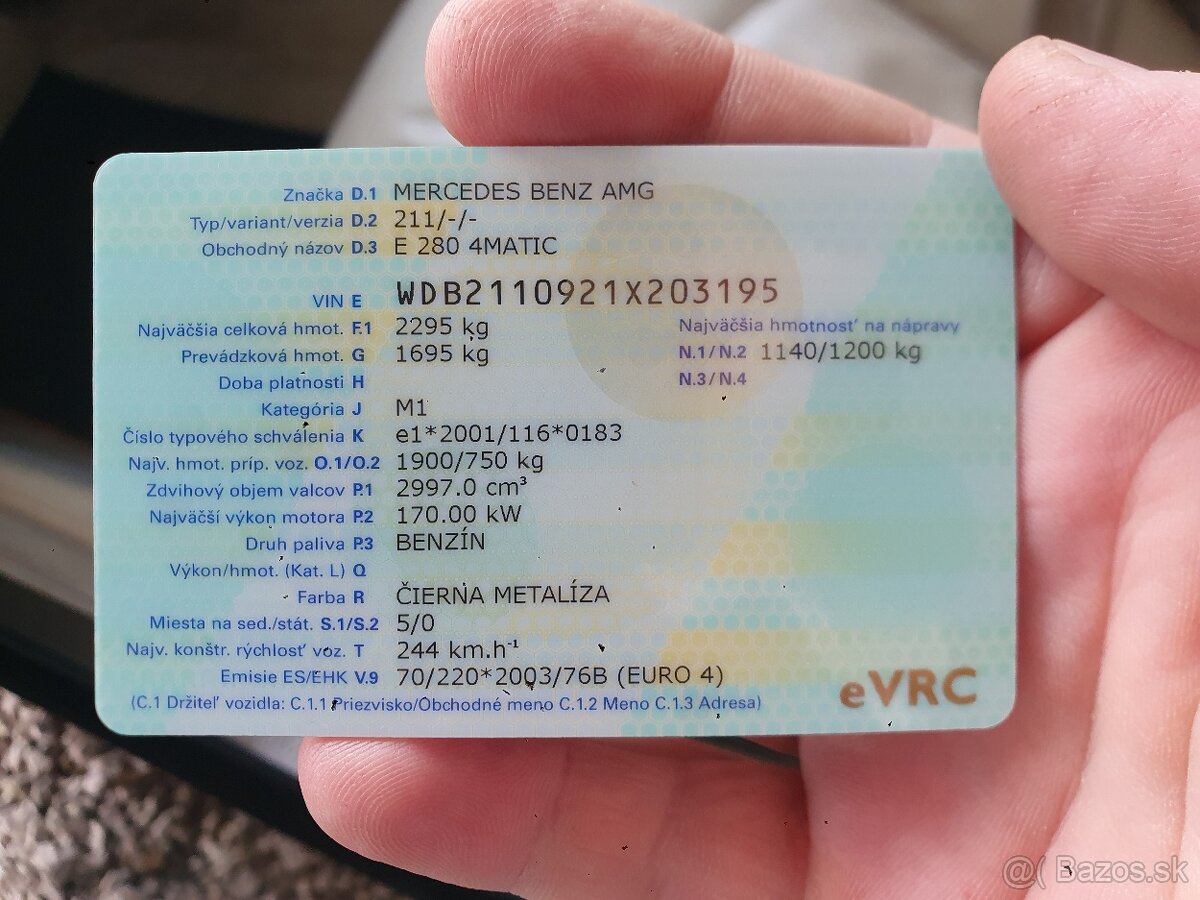 Značka D.1 MERCEDES BENZ AMG
Typ/variant/verzia D.2 211/-/-
Obchodný názov D.3 E 280 4MATIC
VIN E WDB2110921X203195
Najväčšia celková hmot. F.1 2295 kg Najväčšia hmotnosť na nápravy
Prevádzková hmot. G 1695 kg N.1/N.2 1140/1200 kg
Doba platnosti H N.3/N.4
Kategória J M1
Číslo typového schválenia K e1*2001/116*0183
Najv. hmot. príp. voz. O.1/O.2 1900/750 kg
Zdvihový objem valcov P.1 2997.0 cm³
Najväčší výkon motora P.2 170.00 kW
Druh paliva P.3 BENZÍN
Výkon/hmot. (Kat. L) Q
Farba R ČIERNA METALÍZA
Miesta na sed./stát. S.1/S.2 5/0
Najv. konštr. rýchlosť voz. T 244 km.h⁻¹
Emisie ES/EHK V.9 70/220*2003/76B (EURO 4)
(C.1 Držiteľ vozidla: C.1.1 Priezvisko/Obchodné meno C.1.2 Meno C.1.3 Adresa)
eVRC
@( Bazos.sk